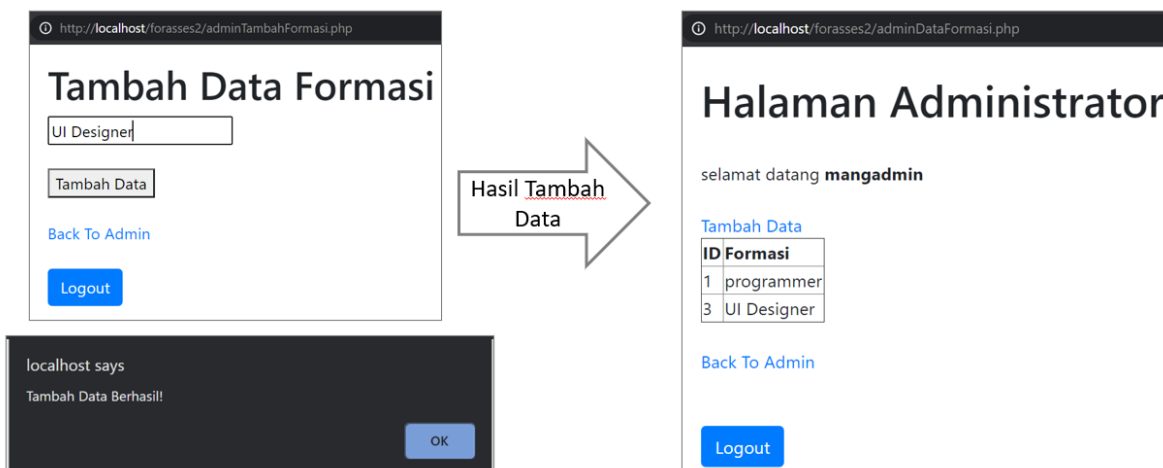 http://localhost/forasses2/adminTambahFormasi.php
Tambah Data Formasi
UI Designer
Tambah Data
Back To Admin
Logout
localhost says
Tambah Data Berhasil!
OK
Hasil Tambah
Data
http://localhost/forasses2/adminDataFormasi.php
Halaman Administrator
selamat datang mangadmin
Tambah Data
ID Formasi
1 programmer
3 UI Designer
Back To Admin
Logout